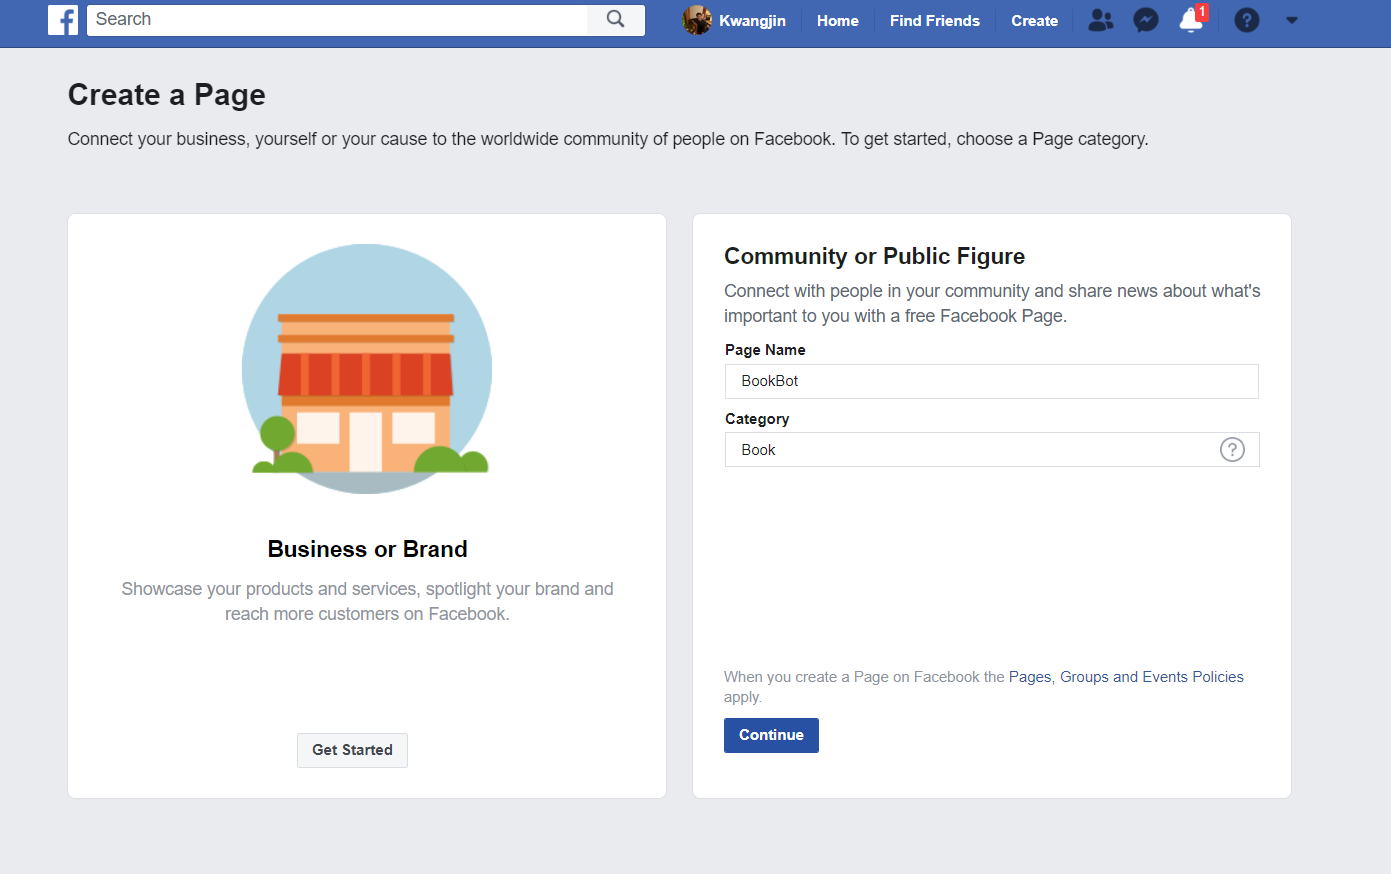 f
Search
Kwangjin
Home
Find Friends
Create
1
?
Create a Page
Connect your business, yourself or your cause to the worldwide community of people on Facebook. To get started, choose a Page category.
Business or Brand
Showcase your products and services, spotlight your brand and
reach more customers on Facebook.
Get Started
Community or Public Figure
Connect with people in your community and share news about what's
important to you with a free Facebook Page.
Page Name
BookBot
Category
Book
?
When you create a Page on Facebook the Pages, Groups and Events Policies
apply.
Continue